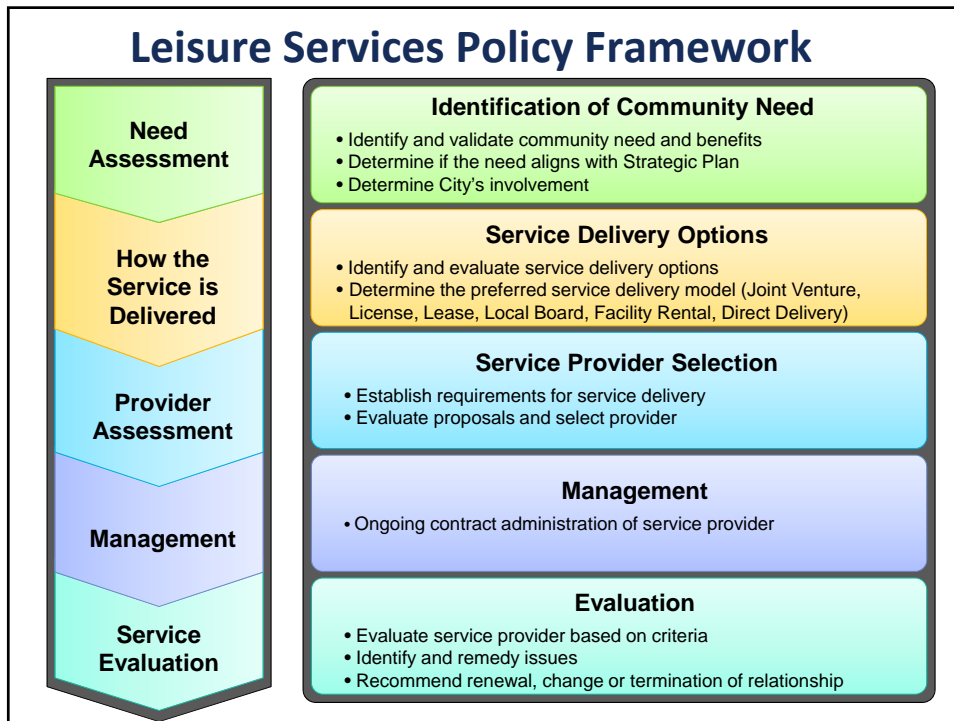 Leisure Services Policy Framework
Need
Assessment
Identification of Community Need
• Identify and validate community need and benefits
• Determine if the need aligns with Strategic Plan
• Determine City's involvement
How the
Service is
Delivered
Service Delivery Options
• Identify and evaluate service delivery options
• Determine the preferred service delivery model (Joint Venture,
License, Lease, Local Board, Facility Rental, Direct Delivery)
Provider
Assessment
Service Provider Selection
• Establish requirements for service delivery
• Evaluate proposals and select provider
Management
Management
• Ongoing contract administration of service provider
Service
Evaluation
Evaluation
• Evaluate service provider based on criteria
• Identify and remedy issues
• Recommend renewal, change or termination of relationship